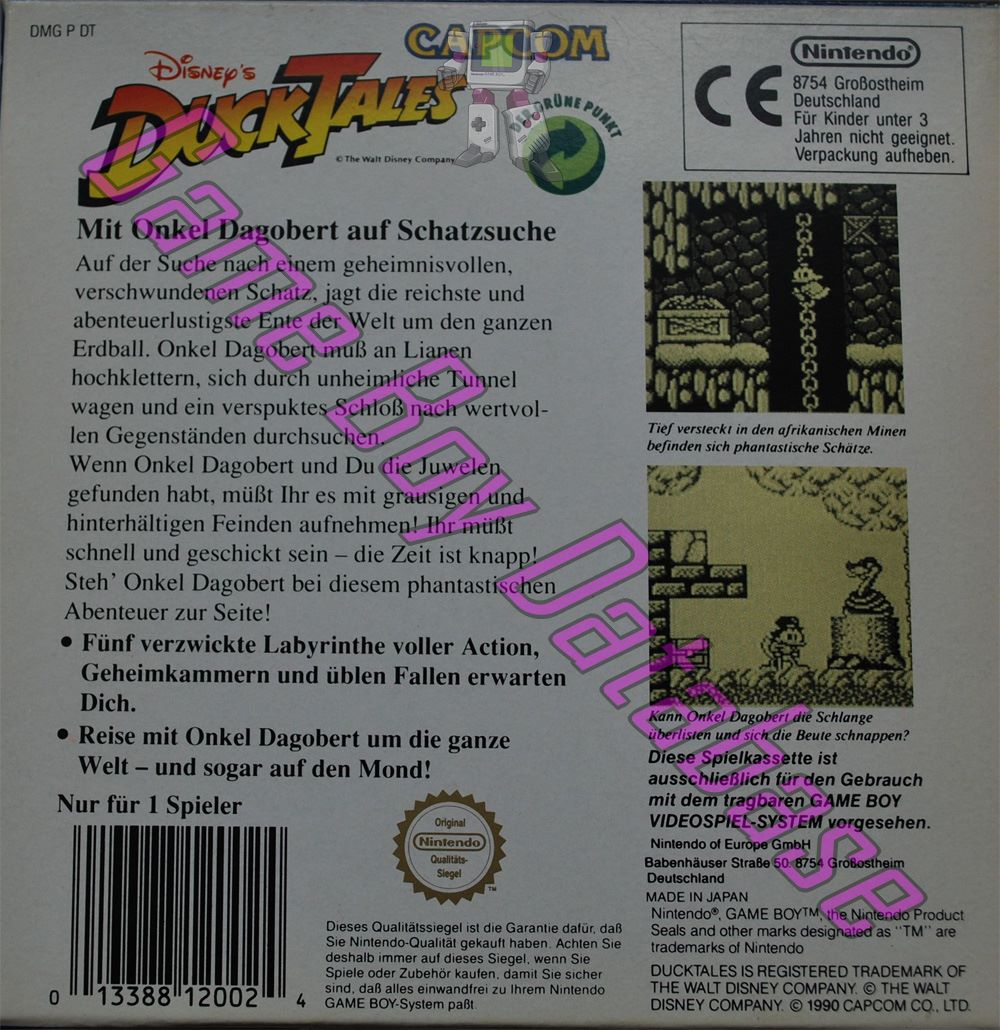 DMG P DT
CAPCOM
Disney's
DUCKTALES
© The Walt Disney Company
DER GRÜNE PUNKT
Nintendo®
CE
8754 Großostheim
Deutschland
Für Kinder unter 3
Jahren nicht geeignet.
Verpackung aufheben.
Mit Onkel Dagobert auf Schatzsuche
Auf der Suche nach einem geheimnisvollen,
verschwundenen Schatz, jagt die reichste und
abenteuerlustigste Ente der Welt um den ganzen
Erdball. Onkel Dagobert muß an Lianen
hochklettern, sich durch unheimliche Tunnel
wagen und ein verspuktes Schloß nach wertvol-
len Gegenständen durchsuchen.
Wenn Onkel Dagobert und Du die Juwelen
gefunden habt, müßt Ihr es mit grausigen und
hinterhältigen Feinden aufnehmen! Ihr müßt
schnell und geschickt sein – die Zeit ist knapp!
Steh' Onkel Dagobert bei diesem phantastischen
Abenteuer zur Seite!
• Fünf verzwickte Labyrinthe voller Action,
Geheimkammern und üblen Fallen erwarten
Dich.
• Reise mit Onkel Dagobert um die ganze
Welt – und sogar auf den Mond!
Nur für 1 Spieler
0 13388 12002 4
Original
Nintendo
Qualitäts-
Siegel
TM
Dieses Qualitätssiegel ist die Garantie dafür, daß
Sie Nintendo-Qualität gekauft haben. Achten Sie
deshalb immer auf dieses Siegel, wenn Sie
Spiele oder Zubehör kaufen, damit Sie sicher
sind, daß alles einwandfrei zu Ihrem Nintendo
GAME BOY-System paßt.
Tief versteckt in den afrikanischen Minen
befinden sich phantastische Schätze.
Kann Onkel Dagobert die Schlange
überlisten und sich die Beute schnappen?
Diese Spielkassette ist
ausschließlich für den Gebrauch
mit dem tragbaren GAME BOY
VIDEOSPIEL-SYSTEM vorgesehen.
Nintendo of Europe GmbH
Babenhäuser Straße 50. 8754 Großostheim
Deutschland
MADE IN JAPAN
Nintendo®, GAME BOY™, the Nintendo Product
Seals and other marks designated as "TM" are
trademarks of Nintendo
DUCKTALES IS REGISTERED TRADEMARK OF
THE WALT DISNEY COMPANY. © THE WALT
DISNEY COMPANY. © 1990 CAPCOM CO., LTD.
Game Boy Database